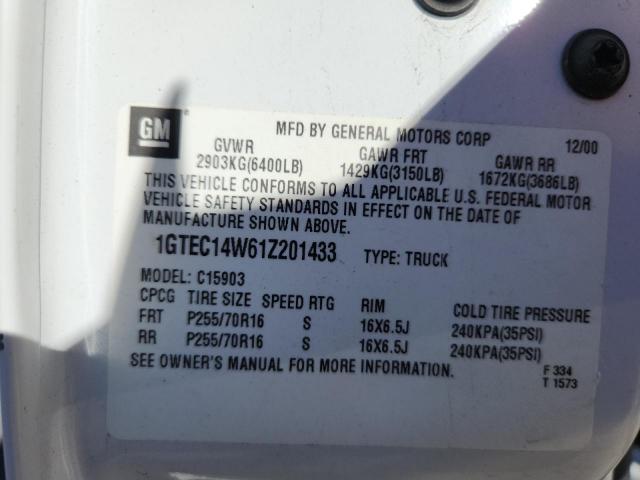 GM
MFD BY GENERAL MOTORS CORP 12/00
GVWR GAWR FRT GAWR RR
2903KG(6400LB) 1429KG(3150LB) 1672KG(3686LB)
THIS VEHICLE CONFORMS TO ALL APPLICABLE U.S. FEDERAL MOTOR
VEHICLE SAFETY STANDARDS IN EFFECT ON THE DATE OF
MANUFACTURE SHOWN ABOVE.
1GTEC14W61Z201433 TYPE: TRUCK
MODEL: C15903
CPCG TIRE SIZE SPEED RTG RIM COLD TIRE PRESSURE
FRT P255/70R16 S 16X6.5J 240KPA(35PSI)
RR P255/70R16 S 16X6.5J 240KPA(35PSI)
SEE OWNER'S MANUAL FOR MORE INFORMATION.
F 334
T 1573